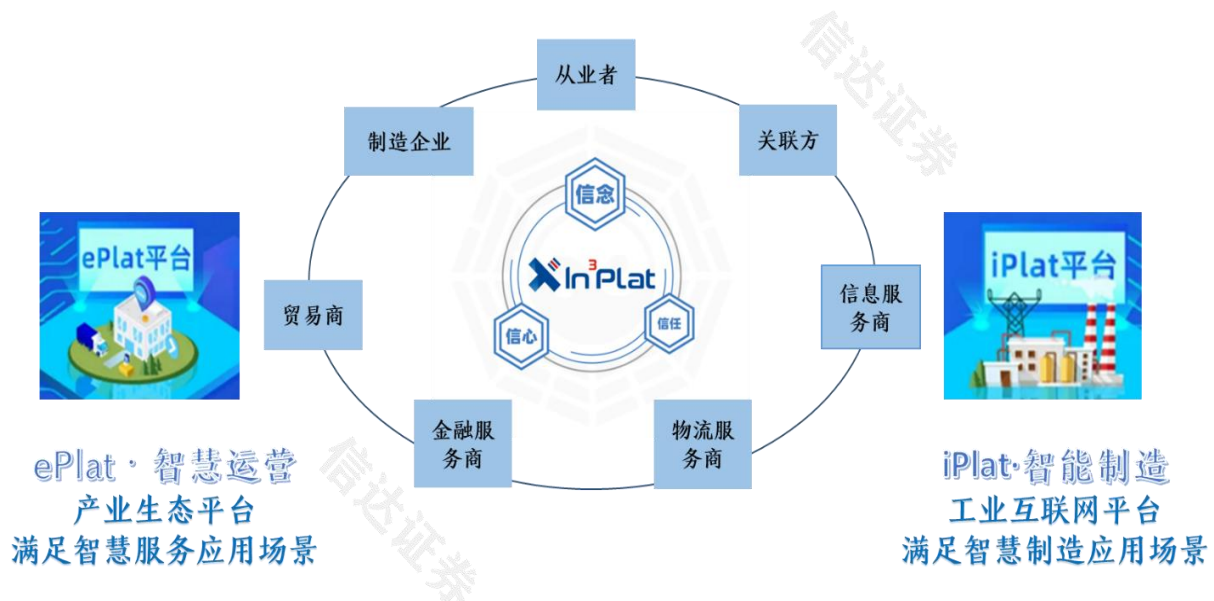 从业者
制造企业
关联方
信念
ePlat平台
iPlat平台
In³Plat
贸易商
信息服
务商
信心
信任
金融服
务商
物流服
务商
ePlat·智慧运营
产业生态平台
满足智慧服务应用场景
iPlat·智能制造
工业互联网平台
满足智慧制造应用场景
信达证券
信达证券